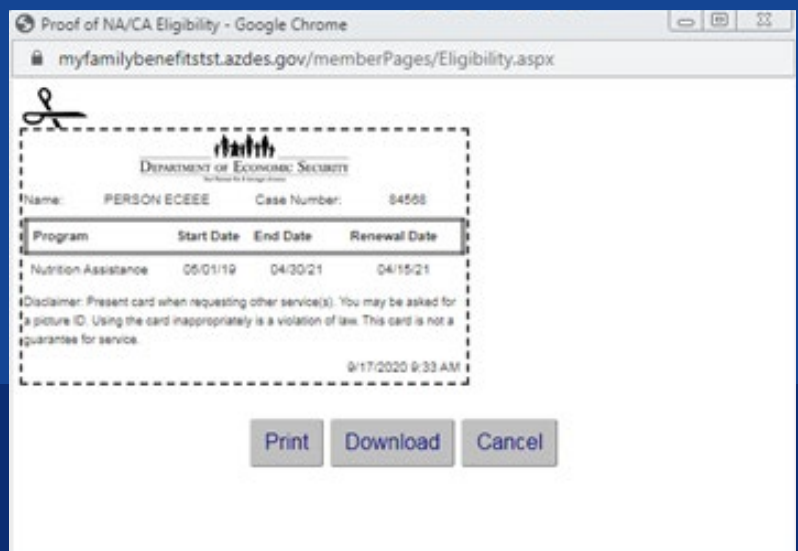 Proof of NA/CA Eligibility - Google Chrome
myfamilybenefitstst.azdes.gov/memberPages/Eligibility.aspx
DEPARTMENT OF ECONOMIC SECURITY
Name: PERSON ECEEE Case Number: 84568
Program Start Date End Date Renewal Date
Nutrition Assistance 05/01/19 04/30/21 04/15/21
Disclaimer: Present card when requesting other service(s). You may be asked for
a picture ID. Using the card inappropriately is a violation of law. This card is not a
guarantee for service.
9/17/2020 9:33 AM
Print Download Cancel